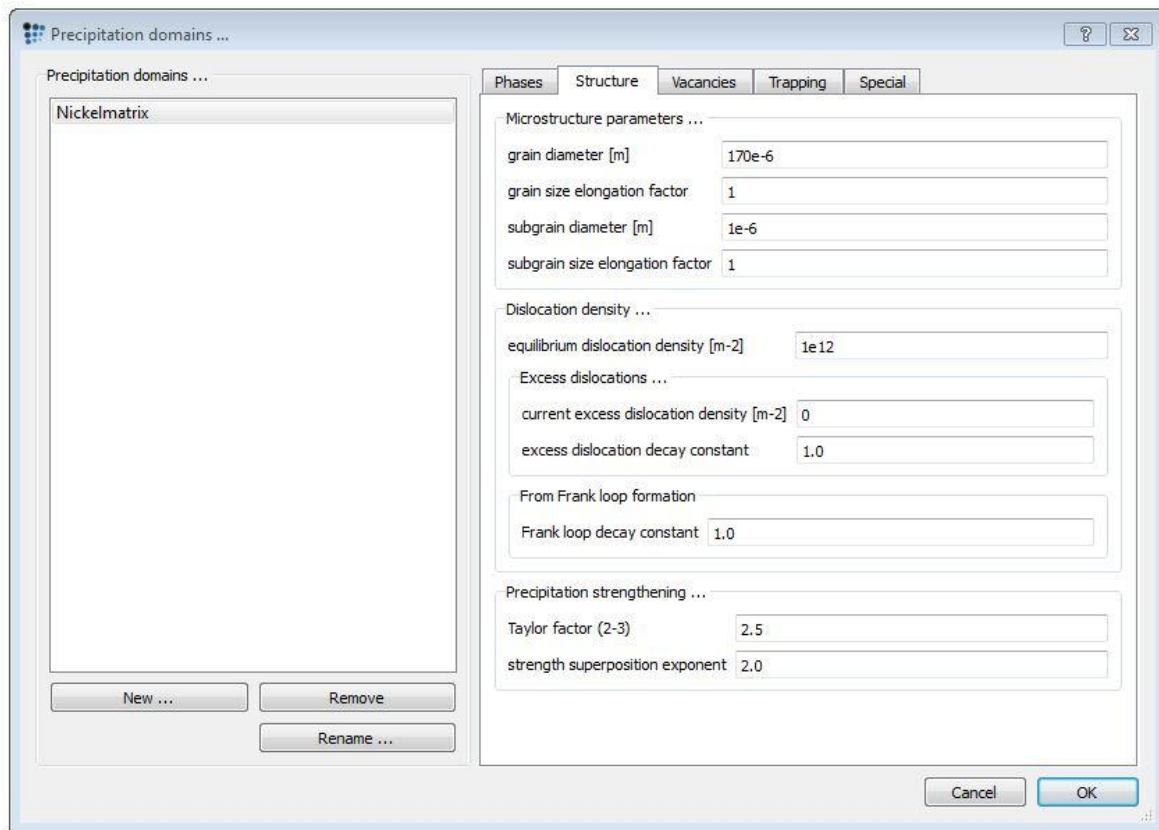 Precipitation domains ...
Precipitation domains ...
Nickelmatrix
New ...
Remove
Rename ...
Phases
Structure
Vacancies
Trapping
Special
Microstructure parameters ...
grain diameter [m] 170e-6
grain size elongation factor 1
subgrain diameter [m] 1e-6
subgrain size elongation factor 1
Dislocation density ...
equilibrium dislocation density [m-2] 1e12
Excess dislocations ...
current excess dislocation density [m-2] 0
excess dislocation decay constant 1.0
From Frank loop formation
Frank loop decay constant 1.0
Precipitation strengthening ...
Taylor factor (2-3) 2.5
strength superposition exponent 2.0
Cancel
OK